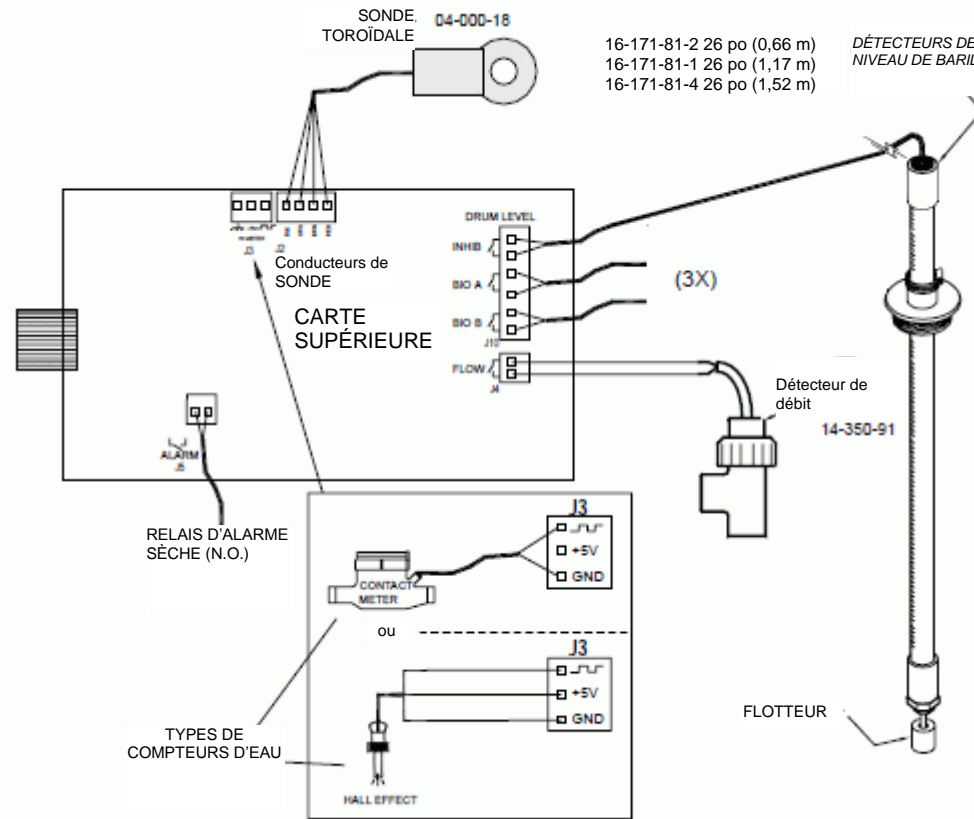 SONDE
TOROÏDALE
04-000-18
16-171-81-2 26 po (0,66 m)
16-171-81-1 26 po (1,17 m)
16-171-81-4 26 po (1,52 m)
DÉTECTEURS DE
NIVEAU DE BARIL
DRUM LEVEL
INHIB
BIO A
BIO B
J10
FLOW
J4
(3X)
J3
J2
Conducteurs de
SONDE
CARTE
SUPÉRIEURE
ALARM
J5
RELAIS D'ALARME
SÈCHE (N.O.)
Détecteur de
débit
14-350-91
J3
+5V
GND
CONTACT
METER
ou
J3
+5V
GND
TYPES DE
COMPTEURS D'EAU
HALL EFFECT
FLOTTEUR